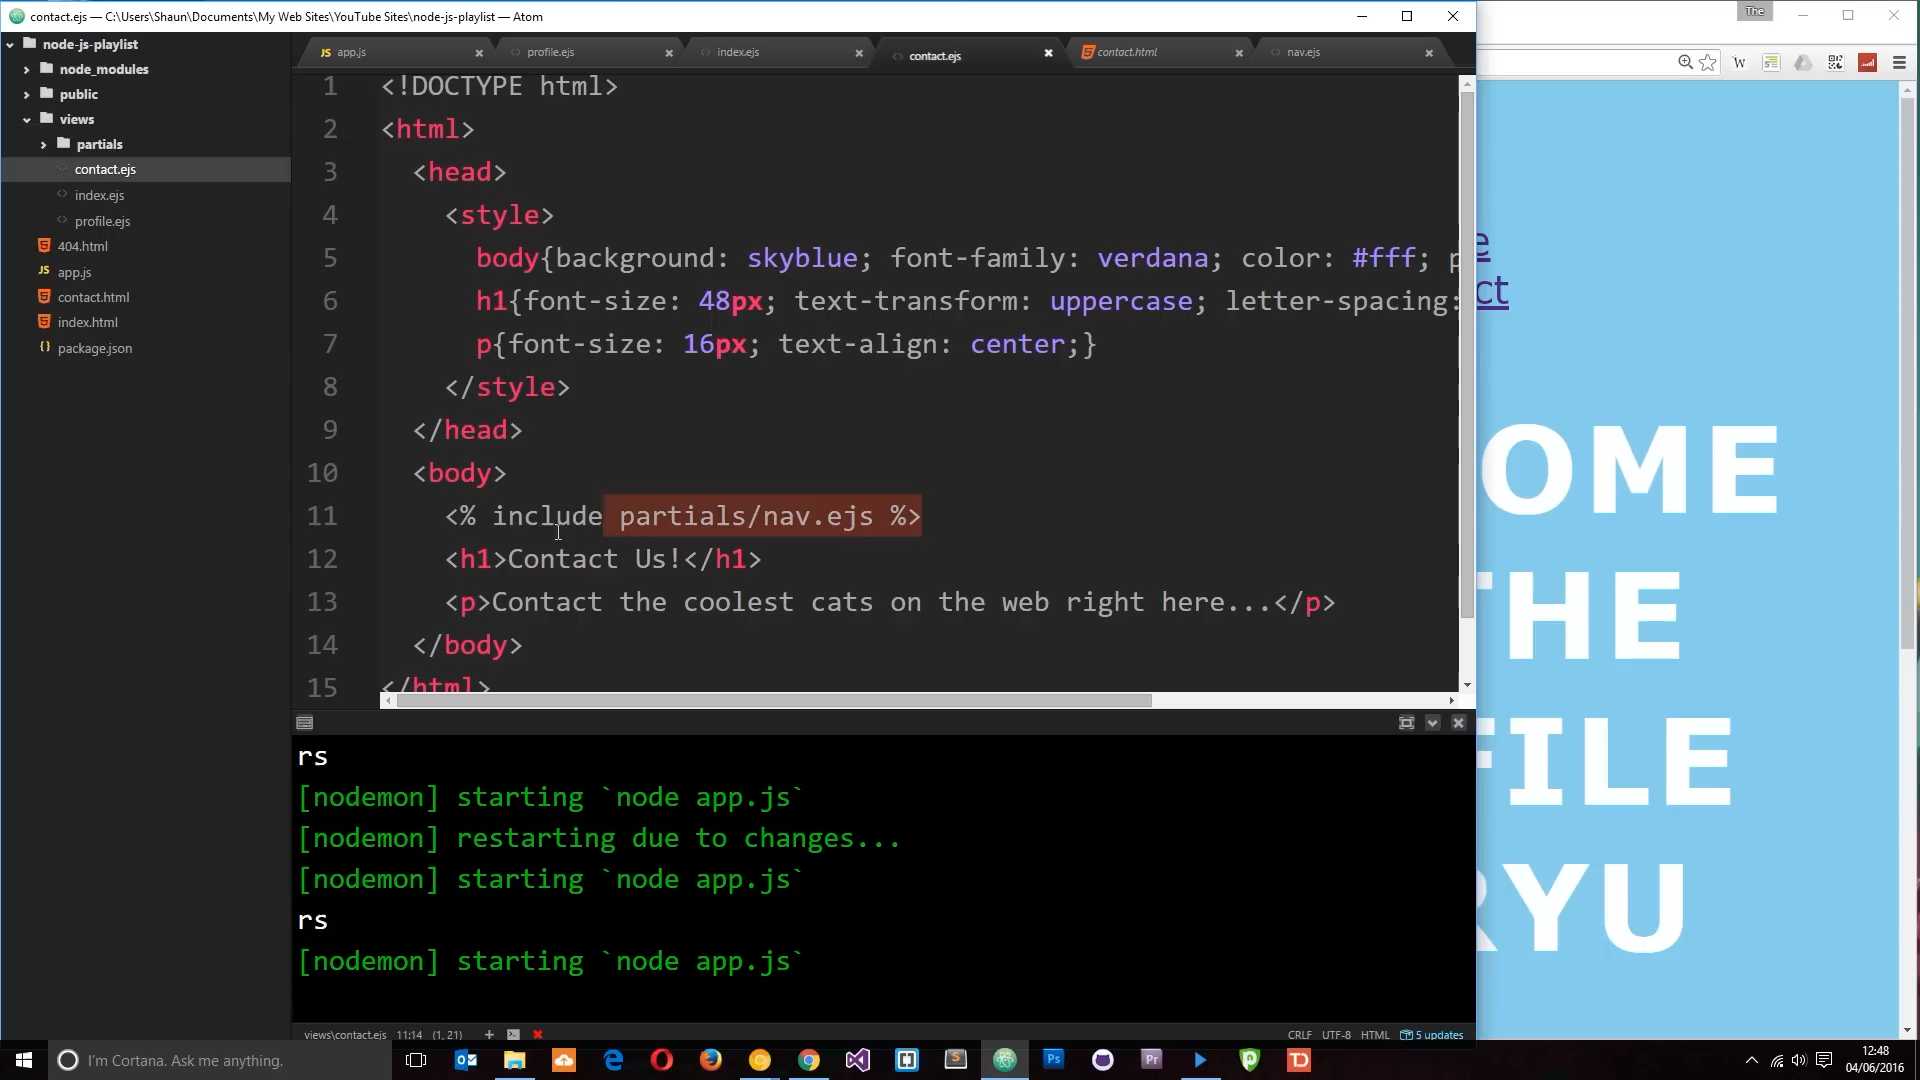 contact.ejs — C:\Users\Shaun\Documents\My Web Sites\YouTube Sites\node-js-playlist — Atom
The
node-js-playlist
node_modules
public
views
partials
contact.ejs
index.ejs
profile.ejs
404.html
app.js
contact.html
index.html
package.json
app.js
profile.ejs
index.ejs
contact.ejs
contact.html
nav.ejs
1 <!DOCTYPE html>
2 <html>
3 <head>
4 <style>
5 body{background: skyblue; font-family: verdana; color: #fff; p
6 h1{font-size: 48px; text-transform: uppercase; letter-spacing:
7 p{font-size: 16px; text-align: center;}
8 </style>
9 </head>
10 <body>
11 <% include partials/nav.ejs %>
12 <h1>Contact Us!</h1>
13 <p>Contact the coolest cats on the web right here...</p>
14 </body>
15 </html>
rs
[nodemon] starting `node app.js`
[nodemon] restarting due to changes...
[nodemon] starting `node app.js`
rs
[nodemon] starting `node app.js`
views\contact.ejs 11:14 (1, 21)
CRLF UTF-8 HTML 5 updates
e
ct
OME
THE
FILE
RYU
I'm Cortana. Ask me anything.
12:48
04/06/2016